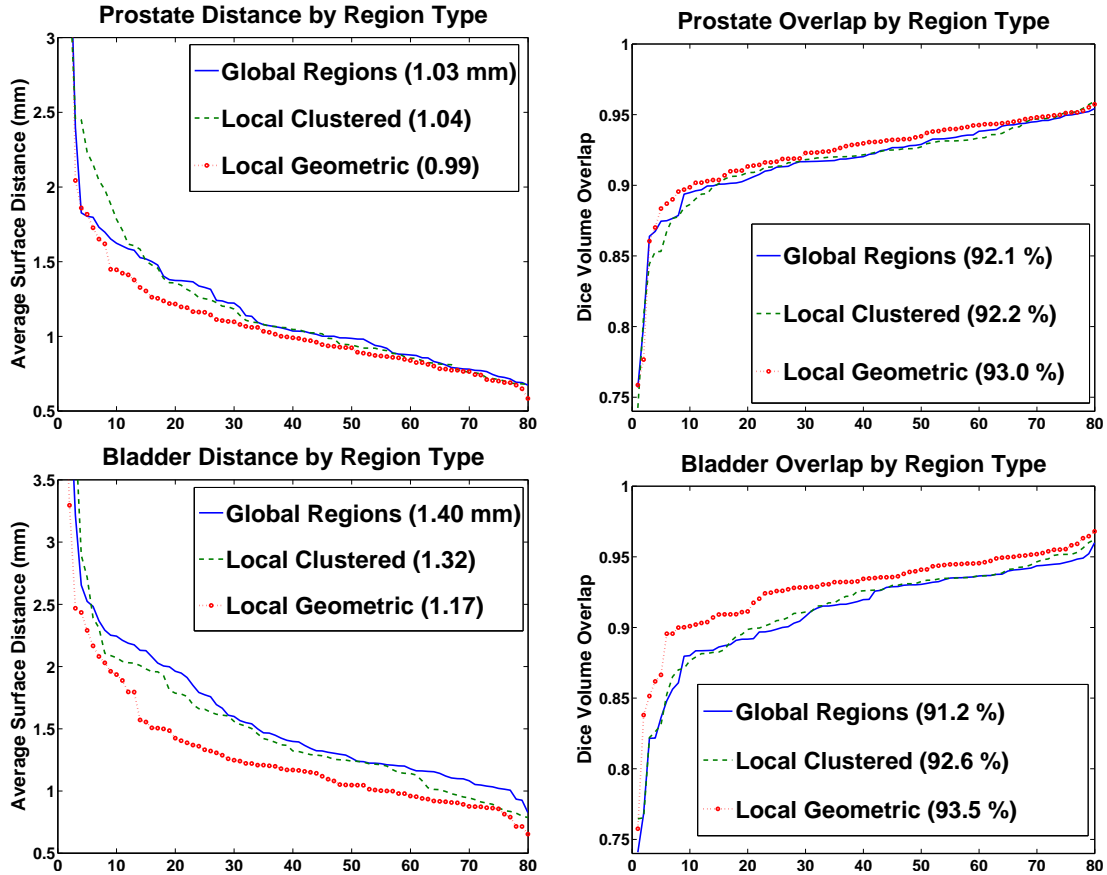 Prostate Distance by Region Type
3
2.5
2
1.5
1
0.5
Average Surface Distance (mm)
Global Regions (1.03 mm)
Local Clustered (1.04)
Local Geometric (0.99)
0 10 20 30 40 50 60 70 80
Prostate Overlap by Region Type
1
0.95
0.9
0.85
0.8
0.75
Dice Volume Overlap
Global Regions (92.1 %)
Local Clustered (92.2 %)
Local Geometric (93.0 %)
0 10 20 30 40 50 60 70 80
Bladder Distance by Region Type
3.5
3
2.5
2
1.5
1
0.5
Average Surface Distance (mm)
Global Regions (1.40 mm)
Local Clustered (1.32)
Local Geometric (1.17)
0 10 20 30 40 50 60 70 80
Bladder Overlap by Region Type
1
0.95
0.9
0.85
0.8
0.75
Dice Volume Overlap
Global Regions (91.2 %)
Local Clustered (92.6 %)
Local Geometric (93.5 %)
0 10 20 30 40 50 60 70 80